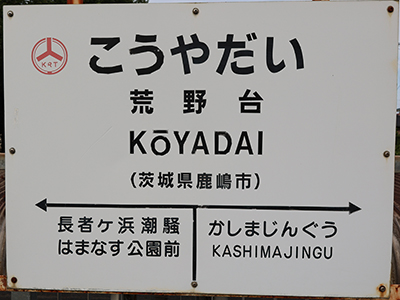 KRT
こうやだい
荒野台
KŌYADAI
(茨城県鹿嶋市)
長者ヶ浜潮騒
はまなす公園前
かしまじんぐう
KASHIMAJINGU